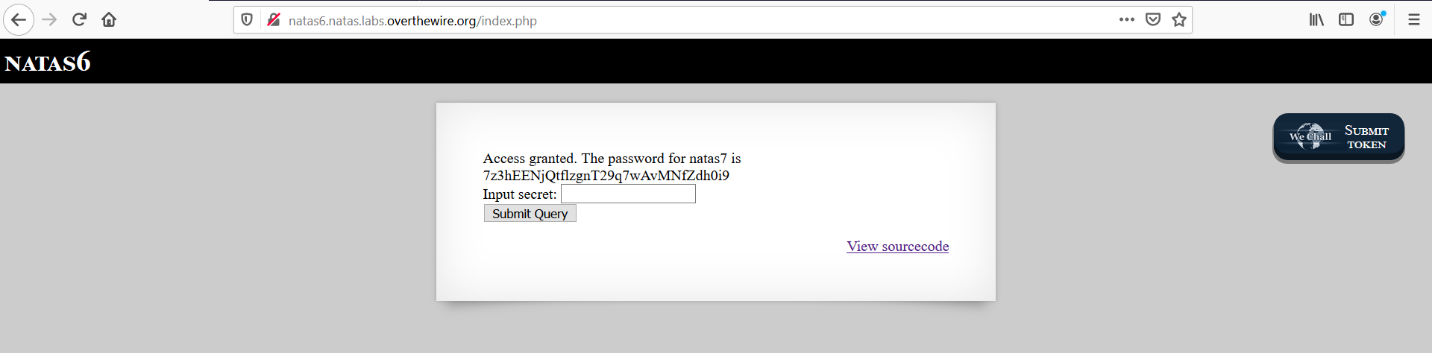 natas6.natas.labs.overthewire.org/index.php
NATAS6
We Chall SUBMIT TOKEN
Access granted. The password for natas7 is
7z3hEENjQtflzgnT29q7wAvMNfZdh0i9
Input secret:
Submit Query
View sourcecode